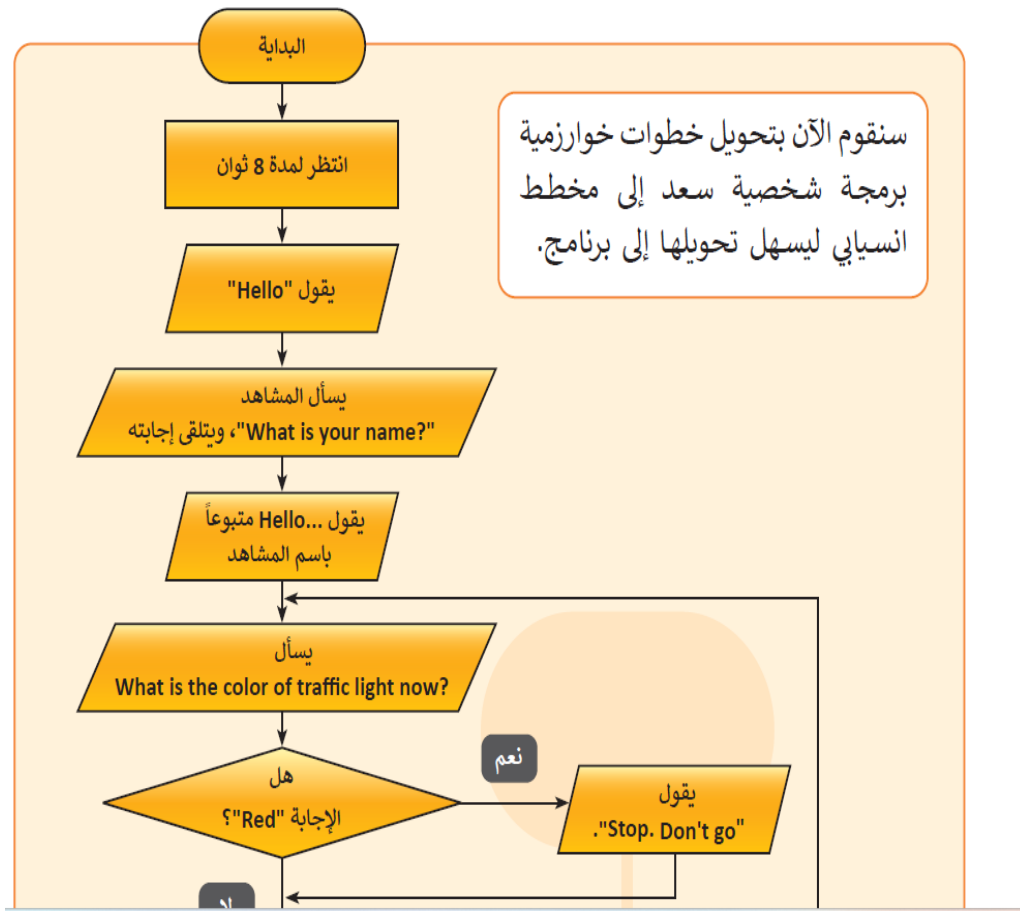 البداية
سنقوم الآن بتحويل خطوات خوارزمية
برمجة شخصية سعد إلى مخطط
انسيابي ليسهل تحويلها إلى برنامج.
انتظر لمدة 8 ثوان
يقول "Hello"
يسأل المشاهد
"What is your name?"، ويتلقى إجابته
يقول ...Hello متبوعاً
باسم المشاهد
يسأل
What is the color of traffic light now?
هل
الإجابة "Red"؟
نعم
يقول
"Stop. Don't go".